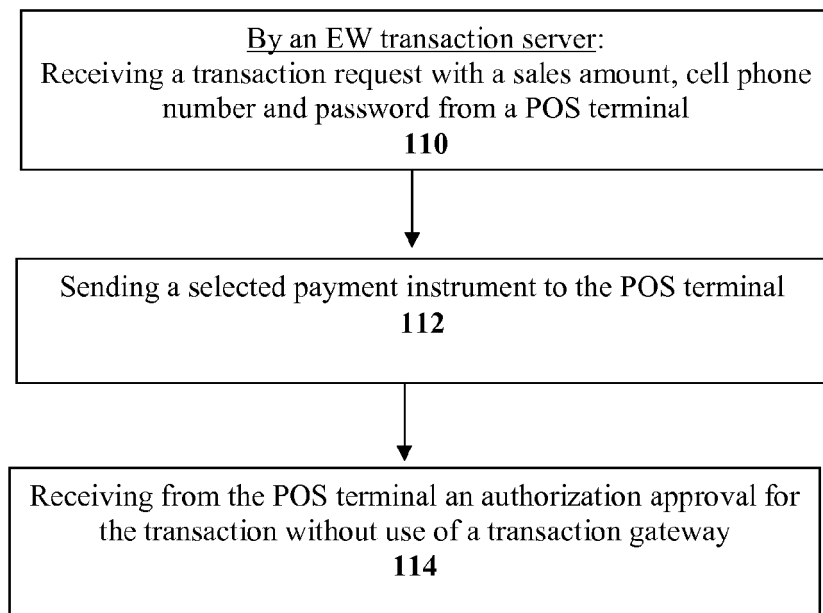 By an EW transaction server:
Receiving a transaction request with a sales amount, cell phone
number and password from a POS terminal
110
Sending a selected payment instrument to the POS terminal
112
Receiving from the POS terminal an authorization approval for
the transaction without use of a transaction gateway
114